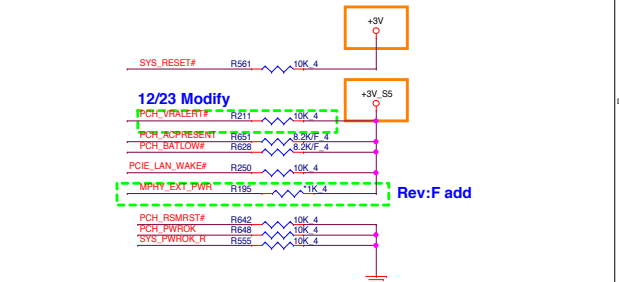 +3V
SYS_RESET# R561 10K_4
+3V_S5
12/23 Modify
PCH_VRALERT# R211 10K_4
PCH_ACPRESENT R651 8.2K/F_4
PCH_BATLOW# R628 8.2K/F_4
PCIE_LAN_WAKE# R250 10K_4
MPHY_EXT_PWR R195 *1K_4
Rev:F add
PCH_RSMRST# R642 10K_4
PCH_PWROK R648 10K_4
SYS_PWROK_R R555 10K_4